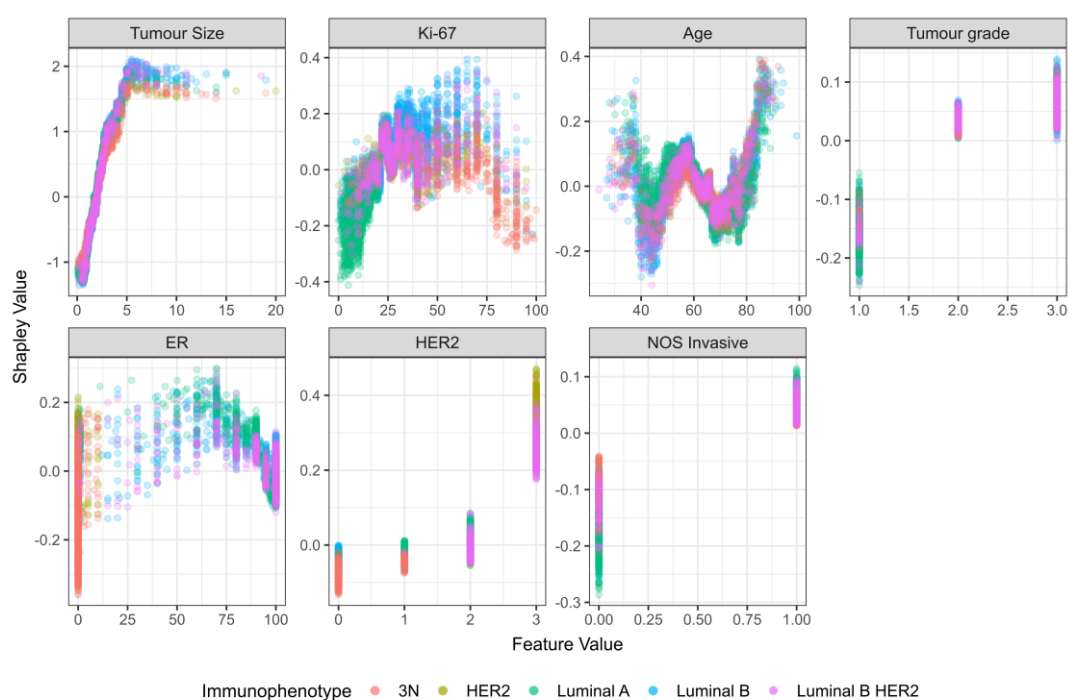 Tumour Size
Ki-67
Age
Tumour grade
2
1
0
-1
0 5 10 15 20
0.4
0.2
0.0
-0.2
-0.4
0 25 50 75 100
0.4
0.2
0.0
-0.2
40 60 80 100
0.1
0.0
-0.1
-0.2
1.0 1.5 2.0 2.5 3.0
Shapley Value
ER
HER2
NOS Invasive
0.2
0.0
-0.2
0 25 50 75 100
0.4
0.2
0.0
0 1 2 3
0.1
0.0
-0.1
-0.2
-0.3
0.00 0.25 0.50 0.75 1.00
Feature Value
Immunophenotype 3N HER2 Luminal A Luminal B Luminal B HER2